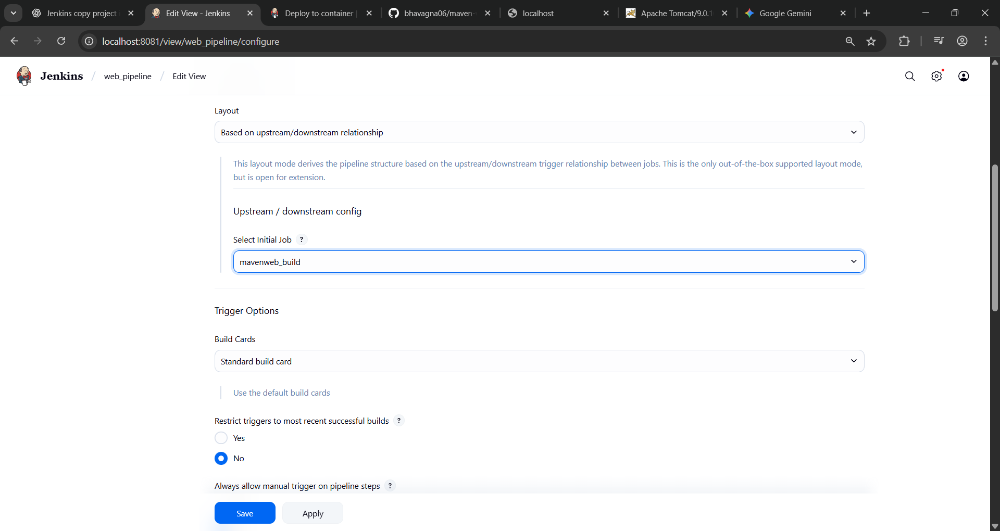 Jenkins copy project
Edit View - Jenkins
Deploy to container
bhavagna06/maven-
localhost
Apache Tomcat/9.0.1
Google Gemini
localhost:8081/view/web_pipeline/configure
Jenkins / web_pipeline / Edit View
Layout
Based on upstream/downstream relationship
This layout mode derives the pipeline structure based on the upstream/downstream trigger relationship between jobs. This is the only out-of-the-box supported layout mode,
but is open for extension.
Upstream / downstream config
Select Initial Job ?
mavenweb_build
Trigger Options
Build Cards
Standard build card
Use the default build cards
Restrict triggers to most recent successful builds ?
Yes
No
Always allow manual trigger on pipeline steps ?
Save
Apply